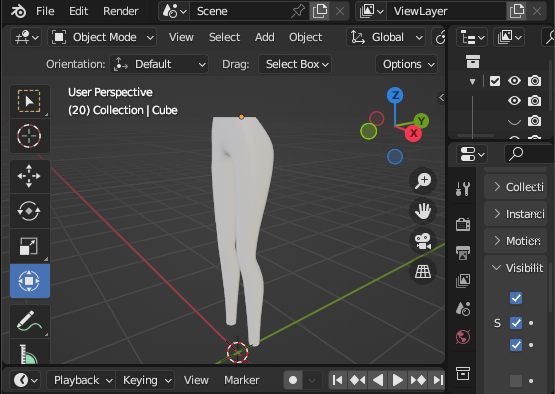 File Edit Render Scene ViewLayer
Object Mode View Select Add Object Global
Orientation: Default Drag: Select Box Options
User Perspective
(20) Collection | Cube
Z
Y
X
Collecti
Instanci
Motion
Visibilit
S
Playback Keying View Marker